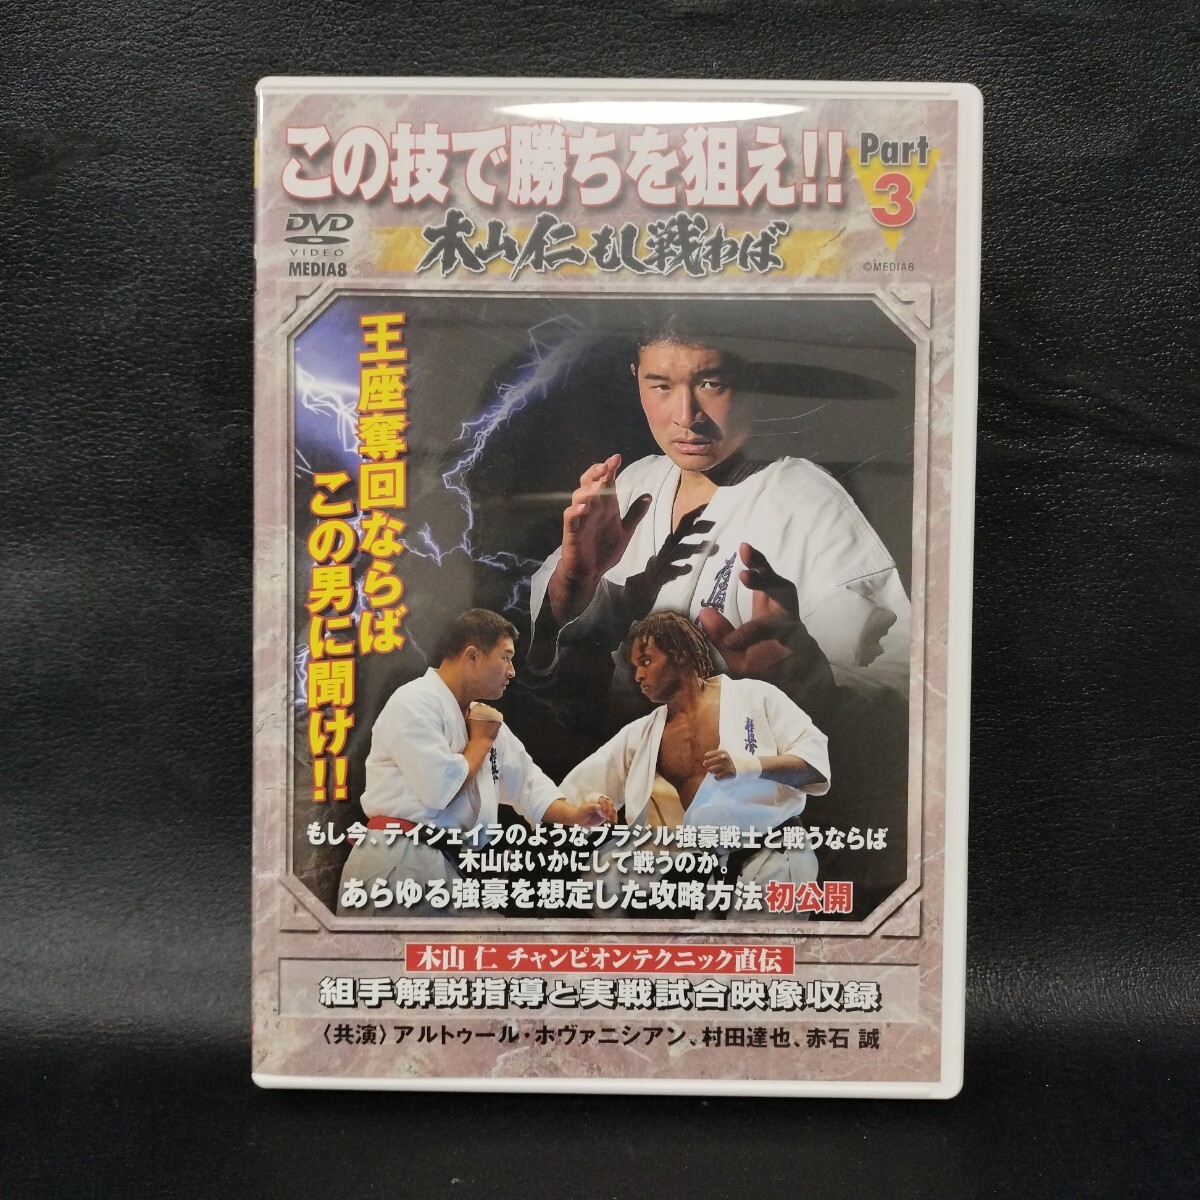 この技で勝ちを狙え!!
Part
3
DVD
VIDEO
MEDIA8
木山仁もし戦わば
©MEDIA8
王座奪回ならば
この男に聞け!!
極真会
極真会
もし今、テイシェイラのようなブラジル強豪戦士と戦うならば
木山はいかにして戦うのか。
あらゆる強豪を想定した攻略方法初公開
木山 仁 チャンピオンテクニック直伝
組手解説指導と実戦試合映像収録
〈共演〉アルトゥール・ホヴァニシアン、村田達也、赤石 誠